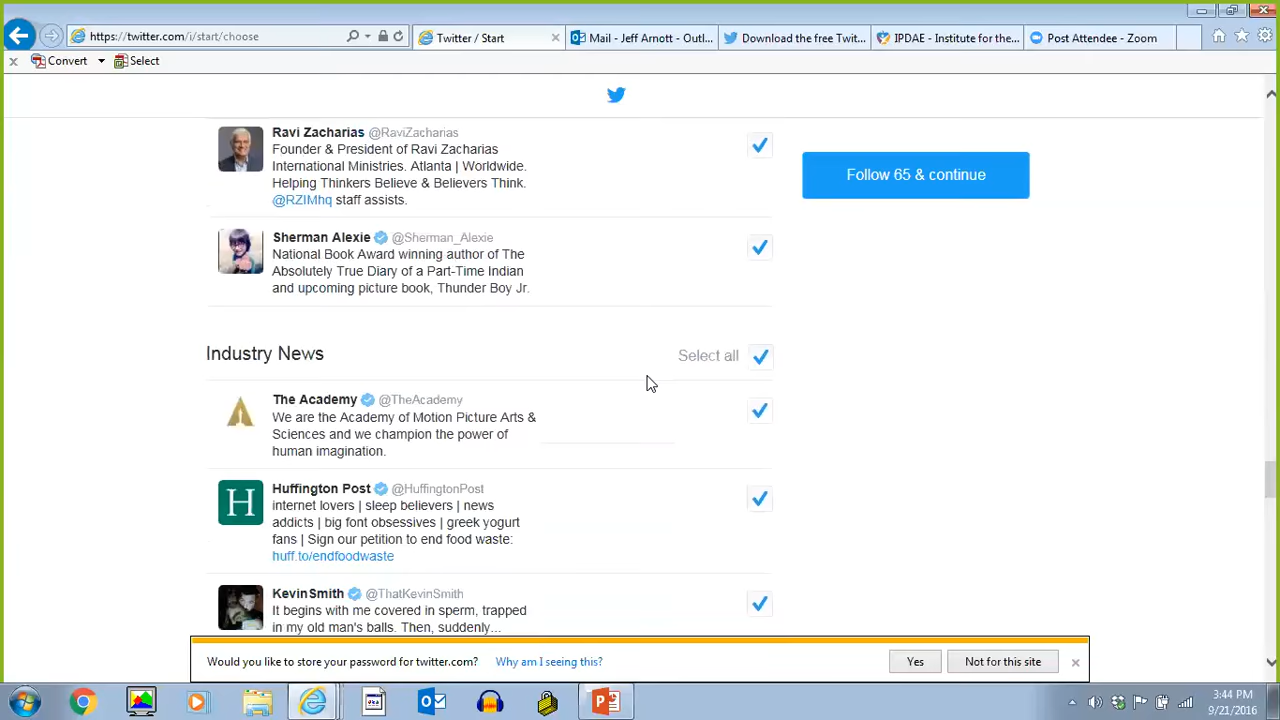 https://twitter.com/i/start/choose
Twitter / Start
Mail - Jeff Arnott - Outl...
Download the free Twit...
IPDAE - Institute for the...
Post Attendee - Zoom
x Convert Select
Ravi Zacharias @RaviZacharias
Founder & President of Ravi Zacharias
International Ministries. Atlanta | Worldwide.
Helping Thinkers Believe & Believers Think.
@RZIMhq staff assists.
Follow 65 & continue
Sherman Alexie @Sherman_Alexie
National Book Award winning author of The
Absolutely True Diary of a Part-Time Indian
and upcoming picture book, Thunder Boy Jr.
Industry News
Select all
The Academy @TheAcademy
We are the Academy of Motion Picture Arts &
Sciences and we champion the power of
human imagination.
H
Huffington Post @HuffingtonPost
internet lovers | sleep believers | news
addicts | big font obsessives | greek yogurt
fans | Sign our petition to end food waste:
huff.to/endfoodwaste
KevinSmith @ThatKevinSmith
It begins with me covered in sperm, trapped
in my old man's balls. Then, suddenly...
Would you like to store your password for twitter.com? Why am I seeing this? Yes Not for this site x
3:44 PM
9/21/2016